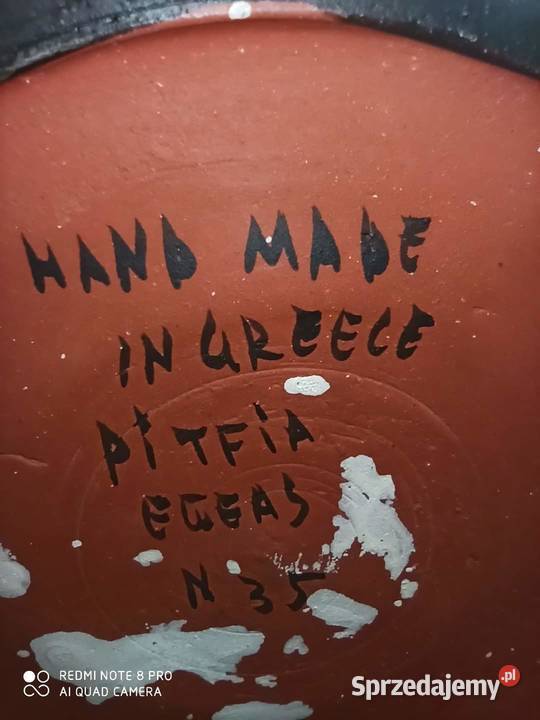 HAND MADE
IN GREECE
PITFIA
EGEAS
N 35
REDMI NOTE 8 PRO
AI QUAD CAMERA
Sprzedajemy.pl